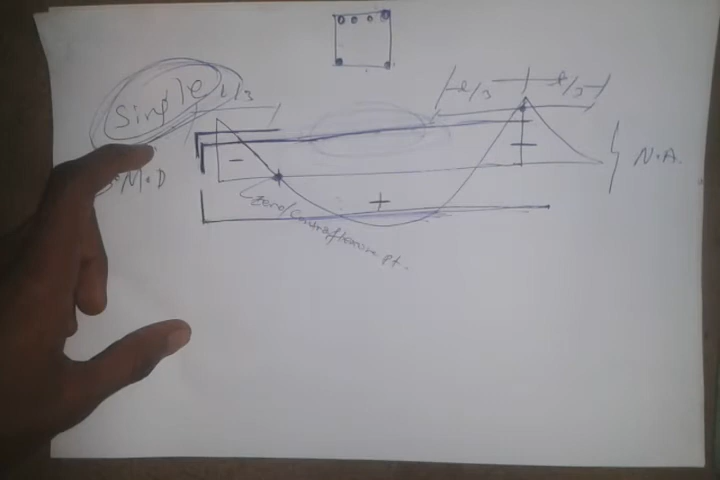 Single
L/3
l/3
l/3
-
-
N.A.
M.D
+
Zero/Contraflexure pt.